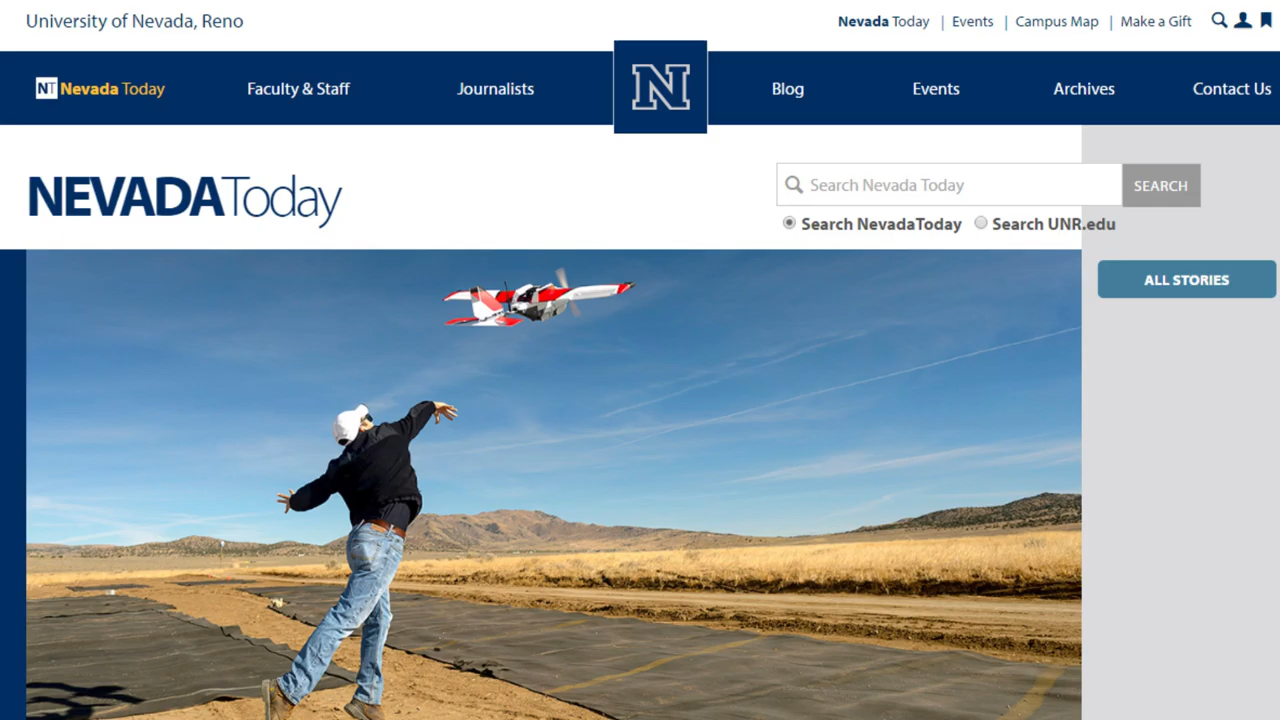 University of Nevada, Reno
Nevada Today | Events | Campus Map | Make a Gift
NT Nevada Today Faculty & Staff Journalists N Blog Events Archives Contact Us
NEVADAToday
Search Nevada Today SEARCH
Search NevadaToday Search UNR.edu
ALL STORIES